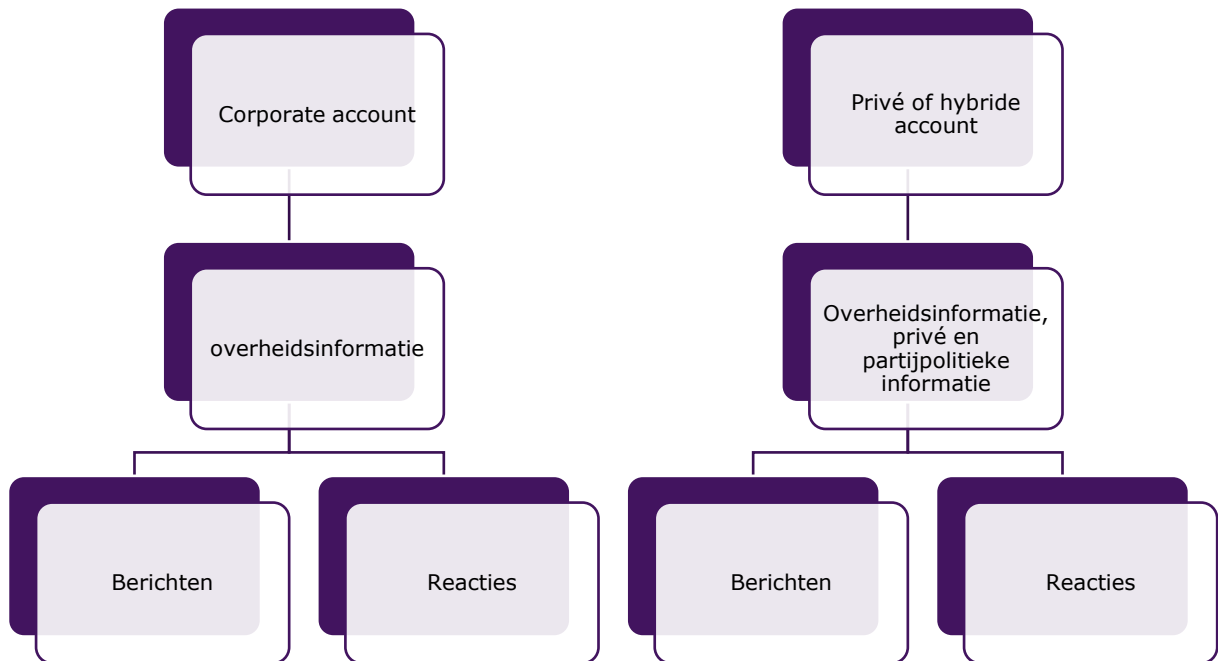 Corporate account
Privé of hybride
account
overheidsinformatie
Overheidsinformatie,
privé en
partijpolitieke
informatie
Berichten
Reacties
Berichten
Reacties